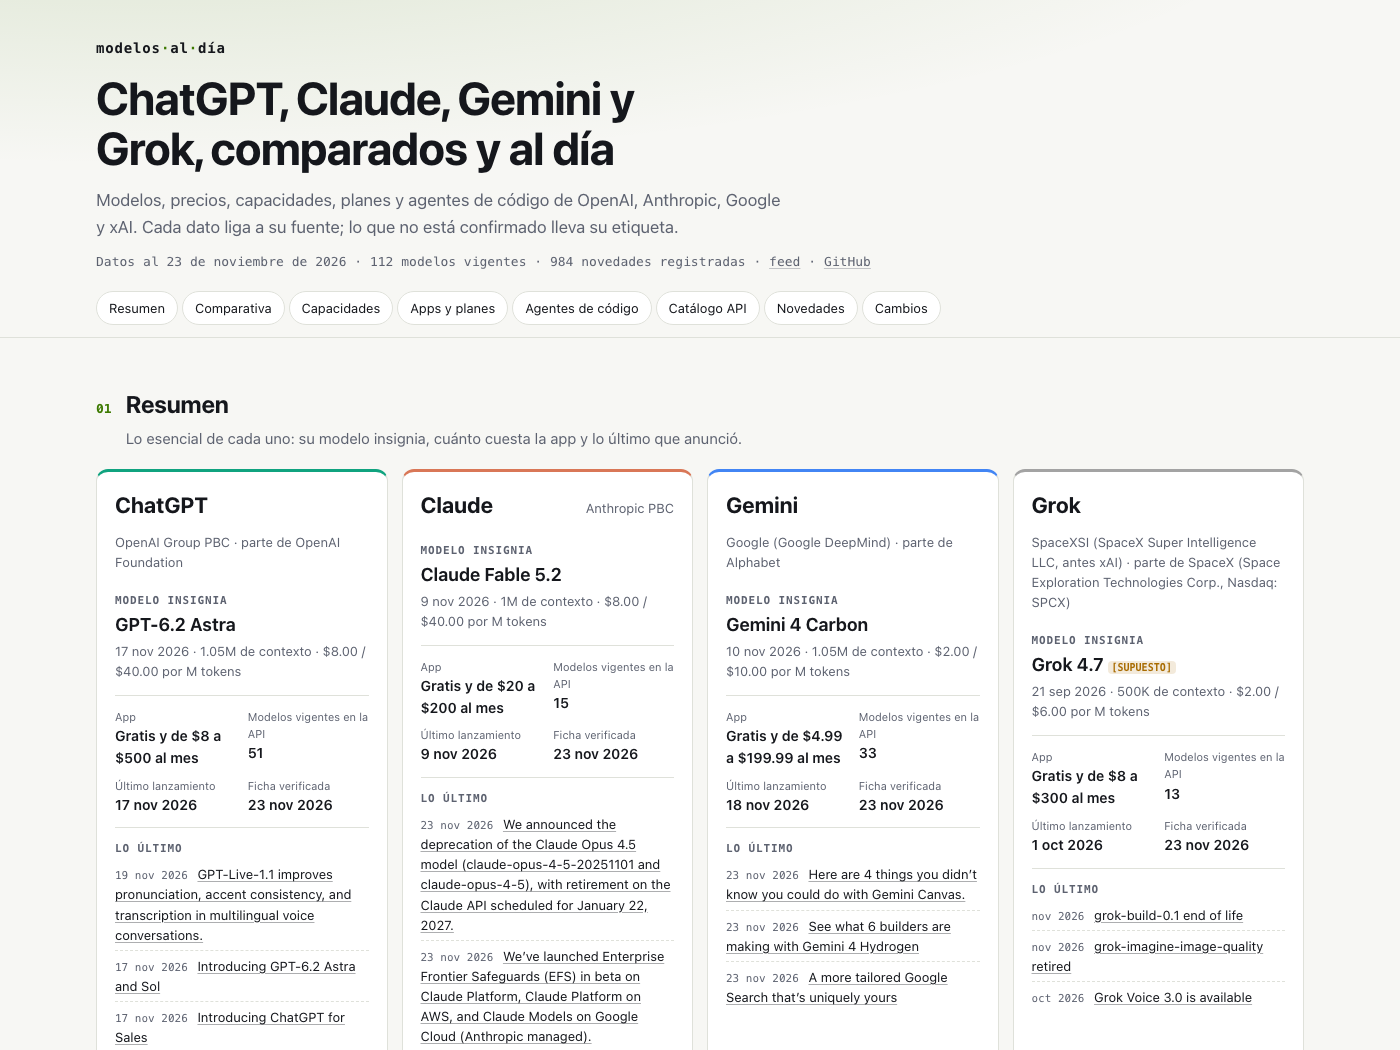 modelos·al·día
ChatGPT, Claude, Gemini y
Grok, comparados y al día
Modelos, precios, capacidades, planes y agentes de código de OpenAI, Anthropic, Google
y xAI. Cada dato liga a su fuente; lo que no está confirmado lleva su etiqueta.
Datos al 23 de noviembre de 2026 · 112 modelos vigentes · 984 novedades registradas · feed · GitHub
Resumen
Comparativa
Capacidades
Apps y planes
Agentes de código
Catálogo API
Novedades
Cambios
01 Resumen
Lo esencial de cada uno: su modelo insignia, cuánto cuesta la app y lo último que anunció.
ChatGPT
OpenAI Group PBC · parte de OpenAI
Foundation
MODELO INSIGNIA
GPT-6.2 Astra
17 nov 2026 · 1.05M de contexto · $8.00 /
$40.00 por M tokens
App
Gratis y de $8 a
$500 al mes
Modelos vigentes en la
API
51
Último lanzamiento
17 nov 2026
Ficha verificada
23 nov 2026
LO ÚLTIMO
19 nov 2026 GPT-Live-1.1 improves
pronunciation, accent consistency, and
transcription in multilingual voice
conversations.
17 nov 2026 Introducing GPT-6.2 Astra
and Sol
17 nov 2026 Introducing ChatGPT for
Sales
Claude
Anthropic PBC
MODELO INSIGNIA
Claude Fable 5.2
9 nov 2026 · 1M de contexto · $8.00 /
$40.00 por M tokens
App
Gratis y de $20 a
$200 al mes
Modelos vigentes en la
API
15
Último lanzamiento
9 nov 2026
Ficha verificada
23 nov 2026
LO ÚLTIMO
23 nov 2026 We announced the
deprecation of the Claude Opus 4.5
model (claude-opus-4-5-20251101 and
claude-opus-4-5), with retirement on the
Claude API scheduled for January 22,
2027.
23 nov 2026 We've launched Enterprise
Frontier Safeguards (EFS) in beta on
Claude Platform, Claude Platform on
AWS, and Claude Models on Google
Cloud (Anthropic managed).
Gemini
Google (Google DeepMind) · parte de
Alphabet
MODELO INSIGNIA
Gemini 4 Carbon
10 nov 2026 · 1.05M de contexto · $2.00 /
$10.00 por M tokens
App
Gratis y de $4.99
a $199.99 al mes
Modelos vigentes en la
API
33
Último lanzamiento
18 nov 2026
Ficha verificada
23 nov 2026
LO ÚLTIMO
23 nov 2026 Here are 4 things you didn't
know you could do with Gemini Canvas.
23 nov 2026 See what 6 builders are
making with Gemini 4 Hydrogen
23 nov 2026 A more tailored Google
Search that's uniquely yours
Grok
SpaceXSI (SpaceX Super Intelligence
LLC, antes xAI) · parte de SpaceX (Space
Exploration Technologies Corp., Nasdaq:
SPCX)
MODELO INSIGNIA
Grok 4.7 [SUPUESTO]
21 sep 2026 · 500K de contexto · $2.00 /
$6.00 por M tokens
App
Gratis y de $8 a
$300 al mes
Modelos vigentes en la
API
13
Último lanzamiento
1 oct 2026
Ficha verificada
23 nov 2026
LO ÚLTIMO
nov 2026 grok-build-0.1 end of life
nov 2026 grok-imagine-image-quality
retired
oct 2026 Grok Voice 3.0 is available